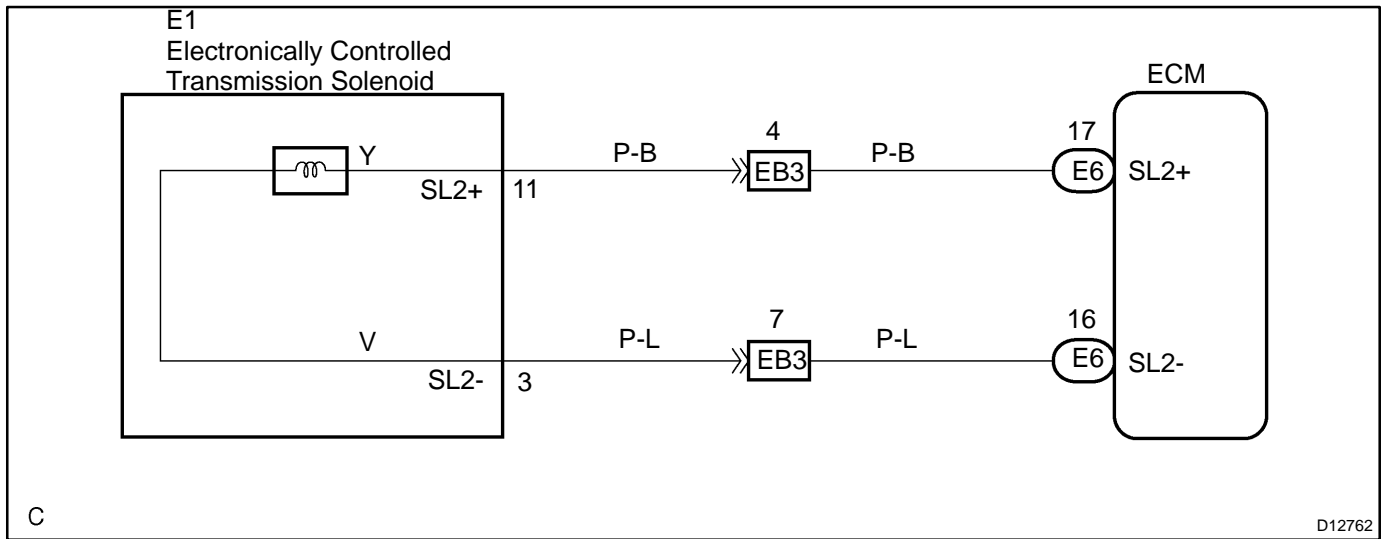 E1
Electronically Controlled
Transmission Solenoid
ECM
Y
P-B
4
P-B
17
EB3
E6
SL2+
SL2+
11
V
P-L
7
P-L
16
EB3
E6
SL2-
SL2-
3
C
D12762